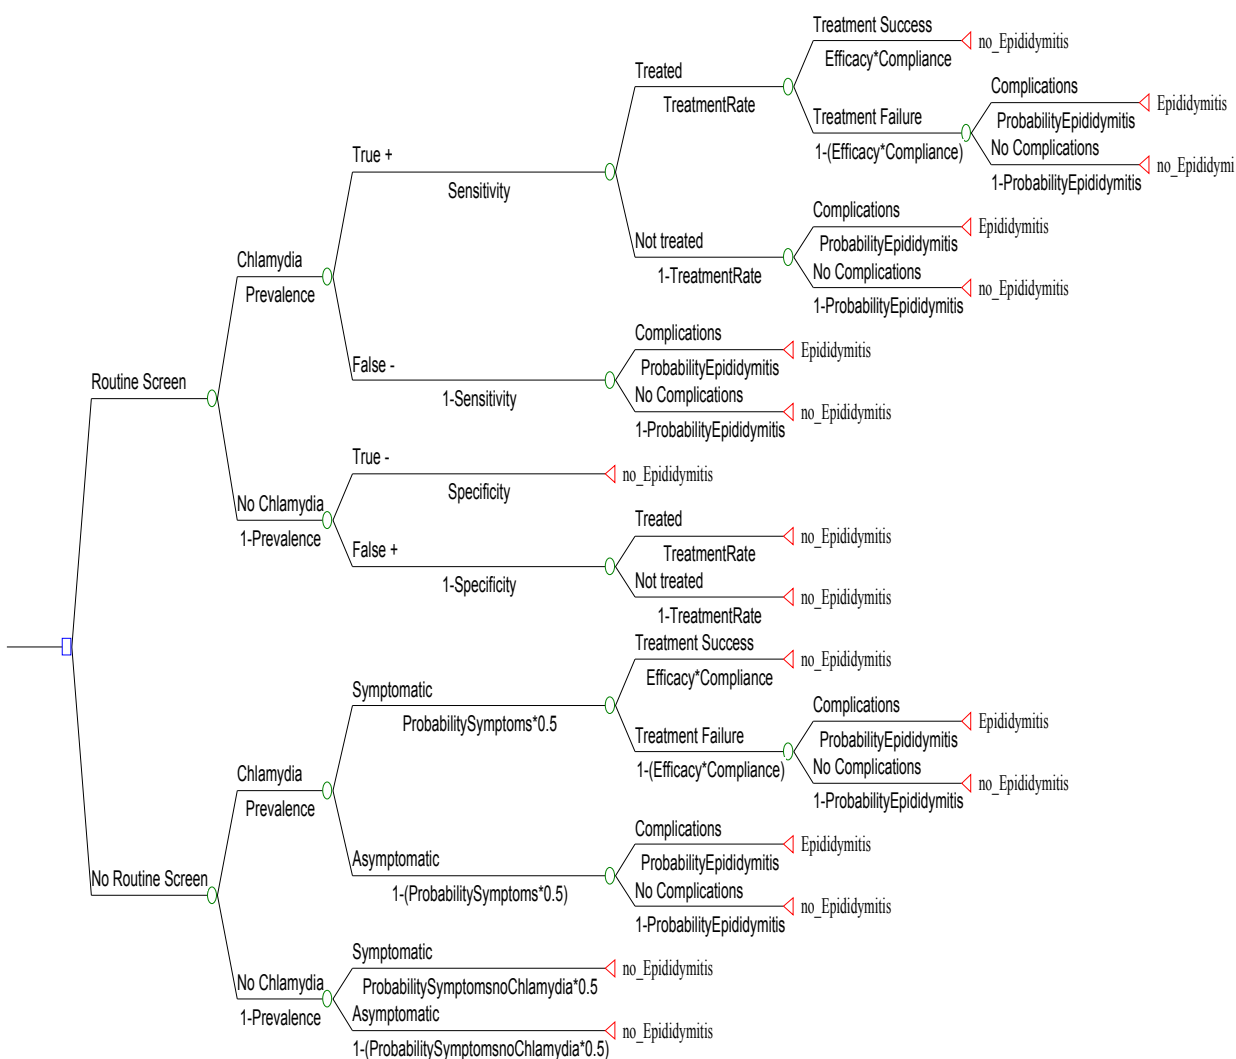 Treatment Success
no_Epididymitis
Efficacy*Compliance
Treated
TreatmentRate
Complications
Epididymitis
ProbabilityEpididymitis
Treatment Failure
1-(Efficacy*Compliance)
No Complications
no_Epididymi
1-ProbabilityEpididymitis
True +
Sensitivity
Complications
Epididymitis
ProbabilityEpididymitis
Not treated
1-TreatmentRate
No Complications
no_Epididymitis
1-ProbabilityEpididymitis
Chlamydia
Prevalence
Complications
Epididymitis
ProbabilityEpididymitis
False -
1-Sensitivity
No Complications
no_Epididymitis
1-ProbabilityEpididymitis
Routine Screen
True -
no_Epididymitis
Specificity
No Chlamydia
1-Prevalence
Treated
no_Epididymitis
TreatmentRate
False +
1-Specificity
Not treated
no_Epididymitis
1-TreatmentRate
Treatment Success
no_Epididymitis
Efficacy*Compliance
Symptomatic
ProbabilitySymptoms*0.5
Complications
Epididymitis
ProbabilityEpididymitis
Treatment Failure
1-(Efficacy*Compliance)
No Complications
no_Epididymitis
1-ProbabilityEpididymitis
Chlamydia
Prevalence
Complications
Epididymitis
ProbabilityEpididymitis
Asymptomatic
1-(ProbabilitySymptoms*0.5)
No Complications
no_Epididymitis
1-ProbabilityEpididymitis
No Routine Screen
Symptomatic
no_Epididymitis
ProbabilitySymptomsnoChlamydia*0.5
No Chlamydia
1-Prevalence
Asymptomatic
no_Epididymitis
1-(ProbabilitySymptomsnoChlamydia*0.5)